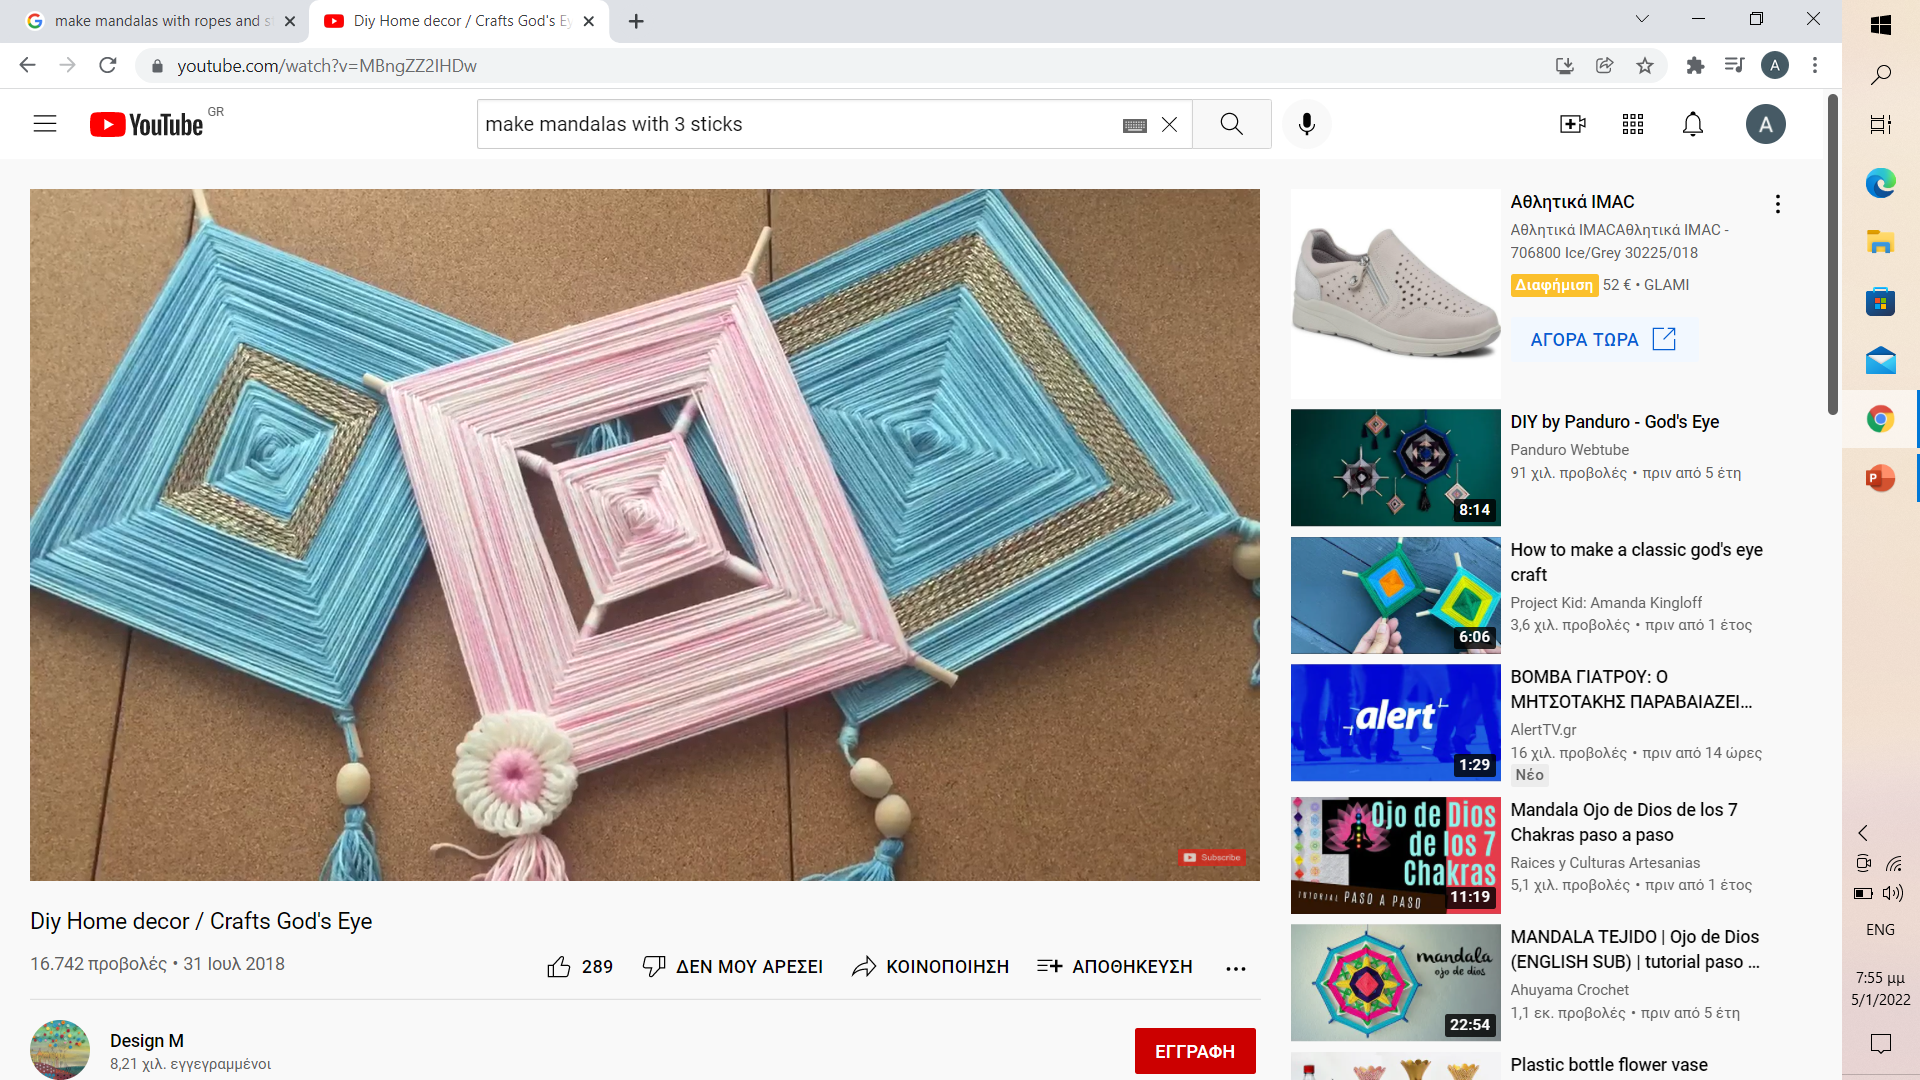 make mandalas with ropes and s
Diy Home decor / Crafts God's Ey
youtube.com/watch?v=MBngZZ2IHDw
A
YouTube GR
make mandalas with 3 sticks
A
Subscribe
Diy Home decor / Crafts God's Eye
16.742 προβολές • 31 Ιουλ 2018
289
ΔΕΝ ΜΟΥ ΑΡΕΣΕΙ
ΚΟΙΝΟΠΟΙΗΣΗ
ΑΠΟΘΗΚΕΥΣΗ
Design M
8,21 χιλ. εγγεγραμμένοι
ΕΓΓΡΑΦΗ
Αθλητικά IMAC
Αθλητικά IMACΑθλητικά IMAC -
706800 Ice/Grey 30225/018
Διαφήμιση 52 € • GLAMI
ΑΓΟΡΑ ΤΩΡΑ
8:14
DIY by Panduro - God's Eye
Panduro Webtube
91 χιλ. προβολές • πριν από 5 έτη
6:06
How to make a classic god's eye
craft
Project Kid: Amanda Kingloff
3,6 χιλ. προβολές • πριν από 1 έτος
alert
1:29
ΒΟΜΒΑ ΓΙΑΤΡΟΥ: Ο
ΜΗΤΣΟΤΑΚΗΣ ΠΑΡΑΒΙΑΖΕΙ...
AlertTV.gr
16 χιλ. προβολές • πριν από 14 ώρες
Νέο
Ojo de Dios
de los 7
Chakras
TUTORIAL PASO A PASO
11:19
Mandala Ojo de Dios de los 7
Chakras paso a paso
Raices y Culturas Artesanias
5,1 χιλ. προβολές • πριν από 1 έτος
mandala
ojo de dios
22:54
MANDALA TEJIDO | Ojo de Dios
(ENGLISH SUB) | tutorial paso ...
Ahuyama Crochet
1,1 εκ. προβολές • πριν από 5 έτη
Plastic bottle flower vase
P
ENG
7:55 μμ
5/1/2022